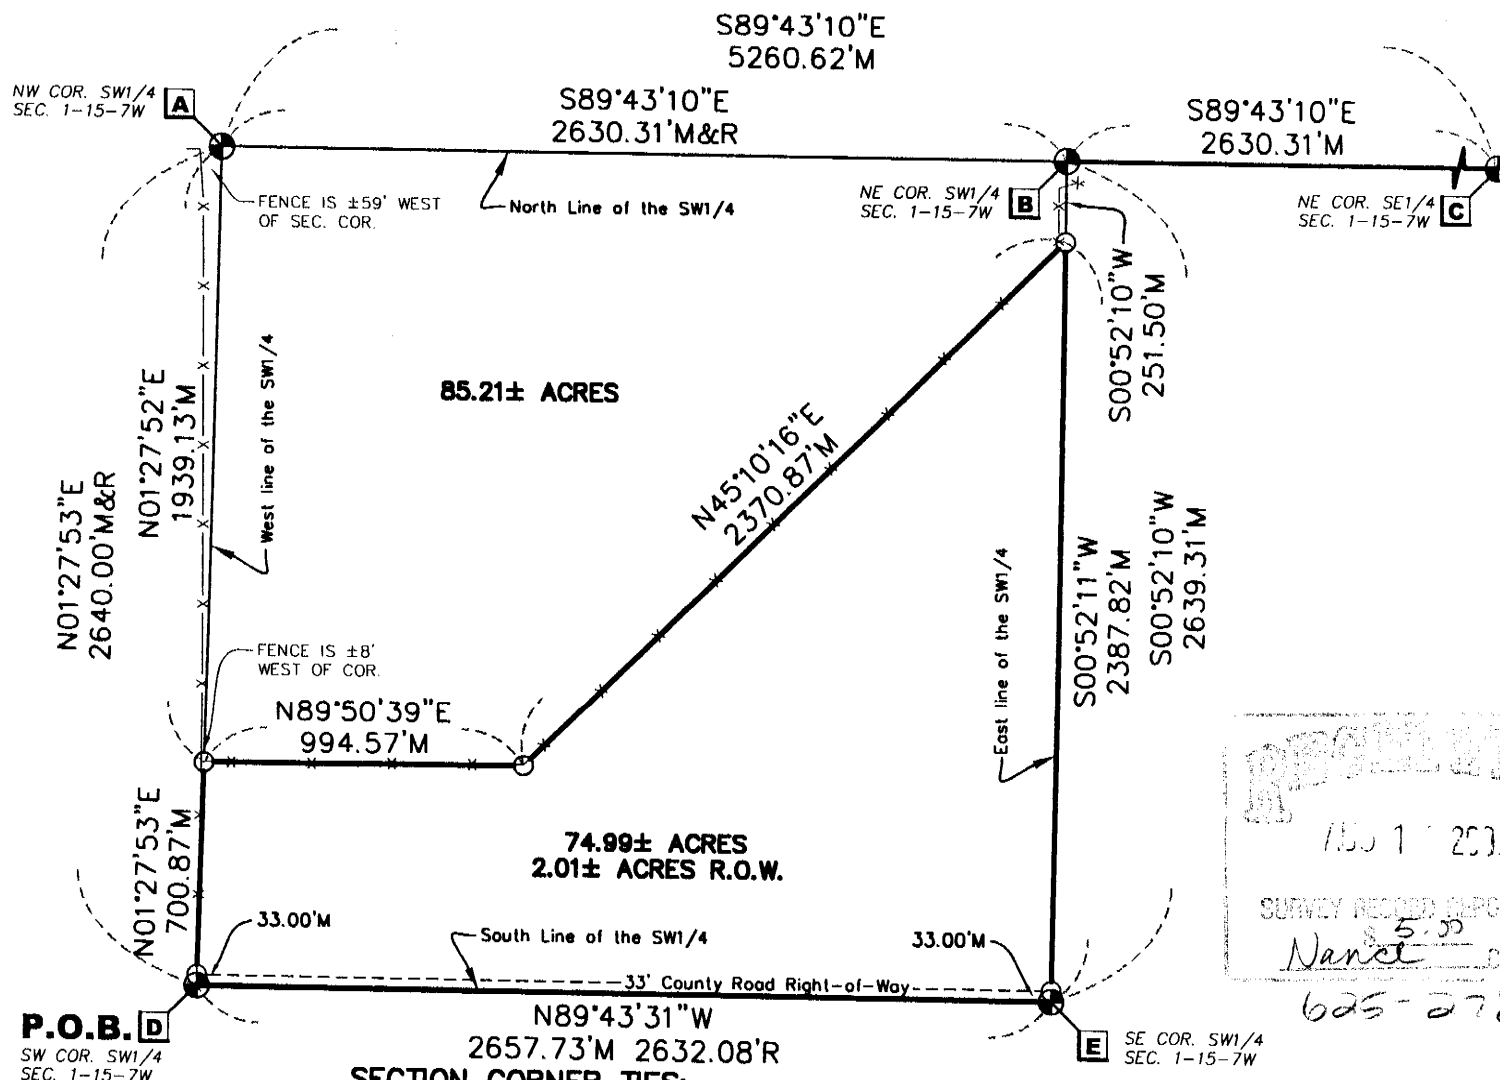 S89°43'10"E
5260.62'M
S89°43'10"E
2630.31'M&R
S89°43'10"E
2630.31'M
NW COR. SW1/4
SEC. 1-15-7W
A
FENCE IS ±59' WEST
OF SEC. COR.
North Line of the SW1/4
NE COR. SW1/4
SEC. 1-15-7W
B
NE COR. SE1/4
SEC. 1-15-7W
C
S00°52'10"W
251.50'M
85.21± ACRES
West line of the SW1/4
N01°27'52"E
1939.13'M
N01°27'53"E
2640.00'M&R
N45°10'16"E
2370.87'M
East line of the SW1/4
S00°52'11"W
2387.82'M
S00°52'10"W
2639.31'M
FENCE IS ±8'
WEST OF COR.
N89°50'39"E
994.57'M
N01°27'53"E
700.87'M
74.99± ACRES
2.01± ACRES R.O.W.
33.00'M
South Line of the SW1/4
33.00'M
33' County Road Right-of-Way
N89°43'31"W
2657.73'M 2632.08'R
P.O.B. D
SW COR. SW1/4
SEC. 1-15-7W
E
SE COR. SW1/4
SEC. 1-15-7W
SECTION CORNER TIES:
SURVEY RECORD
5.00
Nance